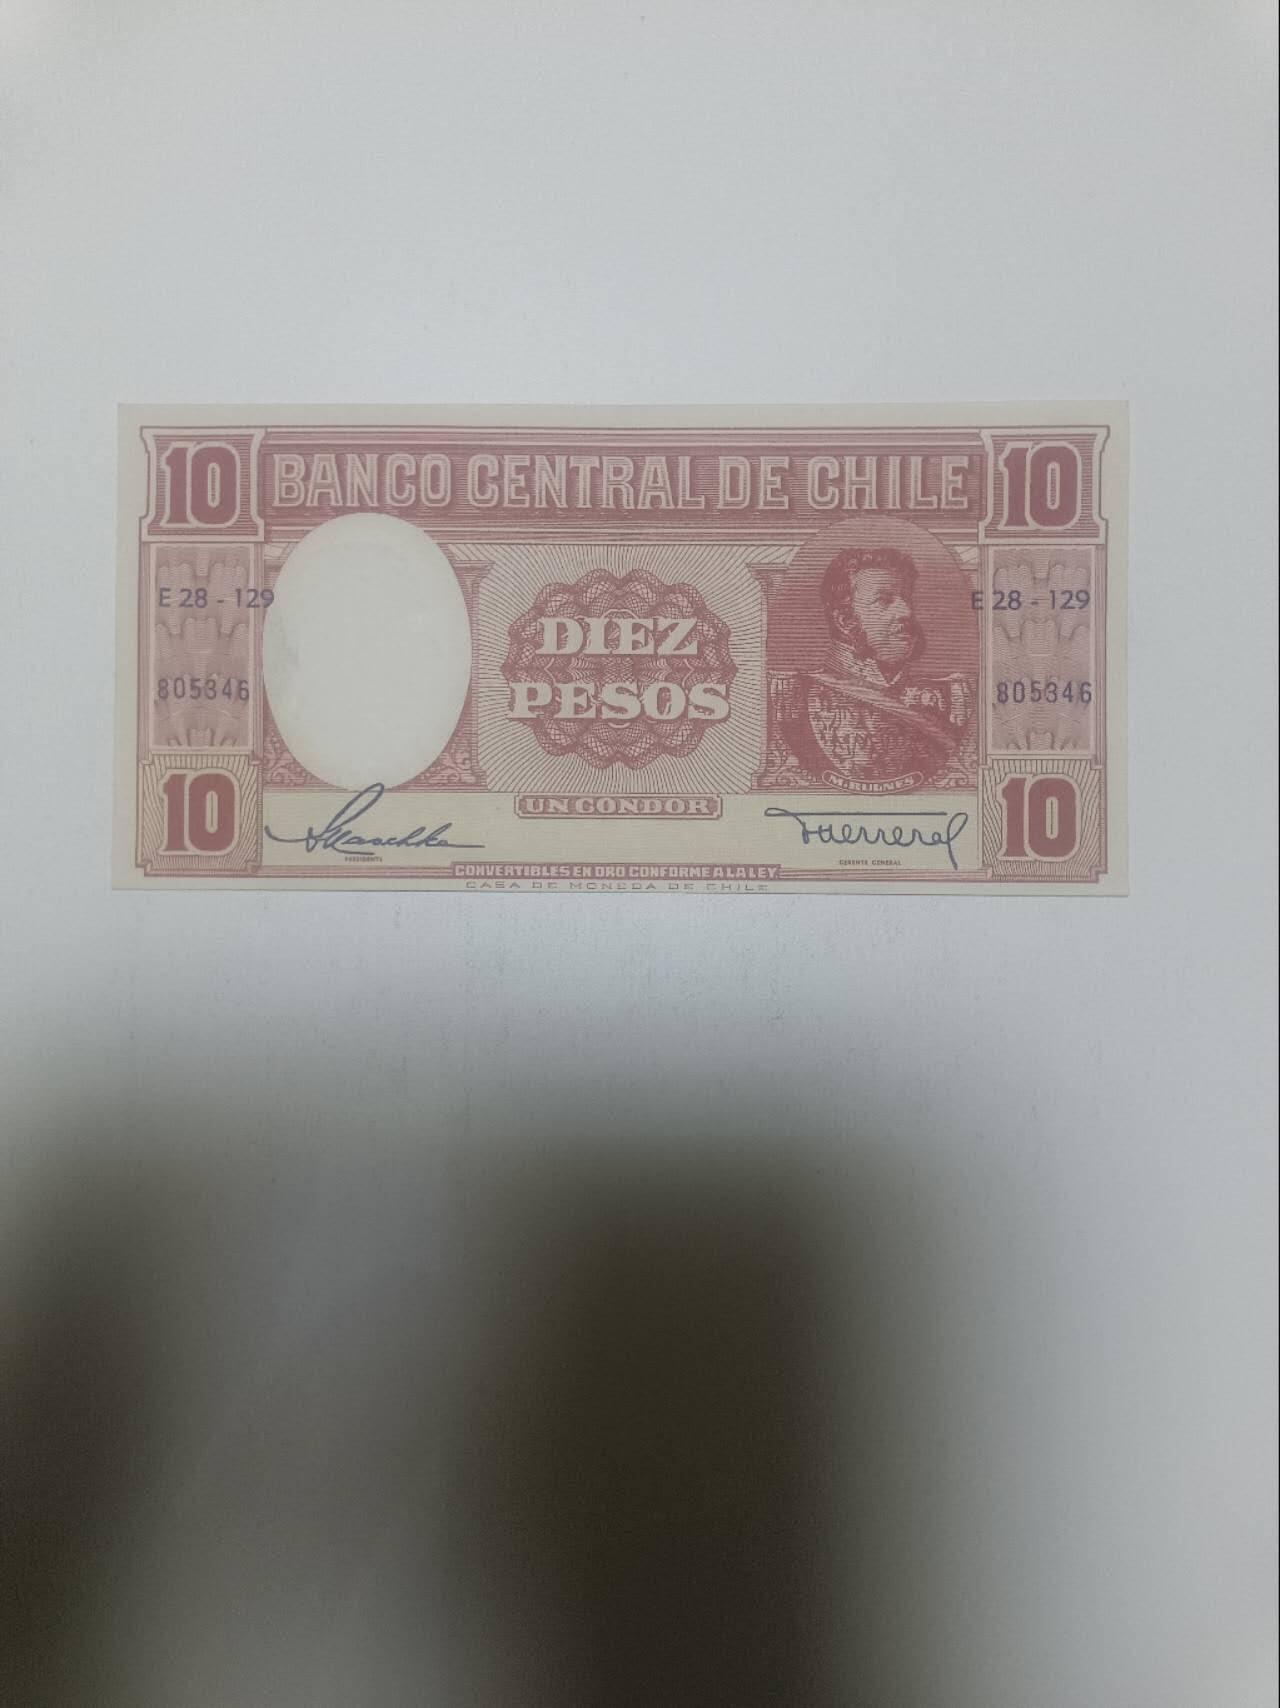 10 BANCO CENTRAL DE CHILE 10
E 28 - 129 E 28 - 129
DIEZ
PESOS
805346 805346
M.BULNES
10 UN CONDOR 10
PRESIDENTE GERENTE GENERAL
CONVERTIBLES EN ORO CONFORME A LA LEY
CASA DE MONEDA DE CHILE